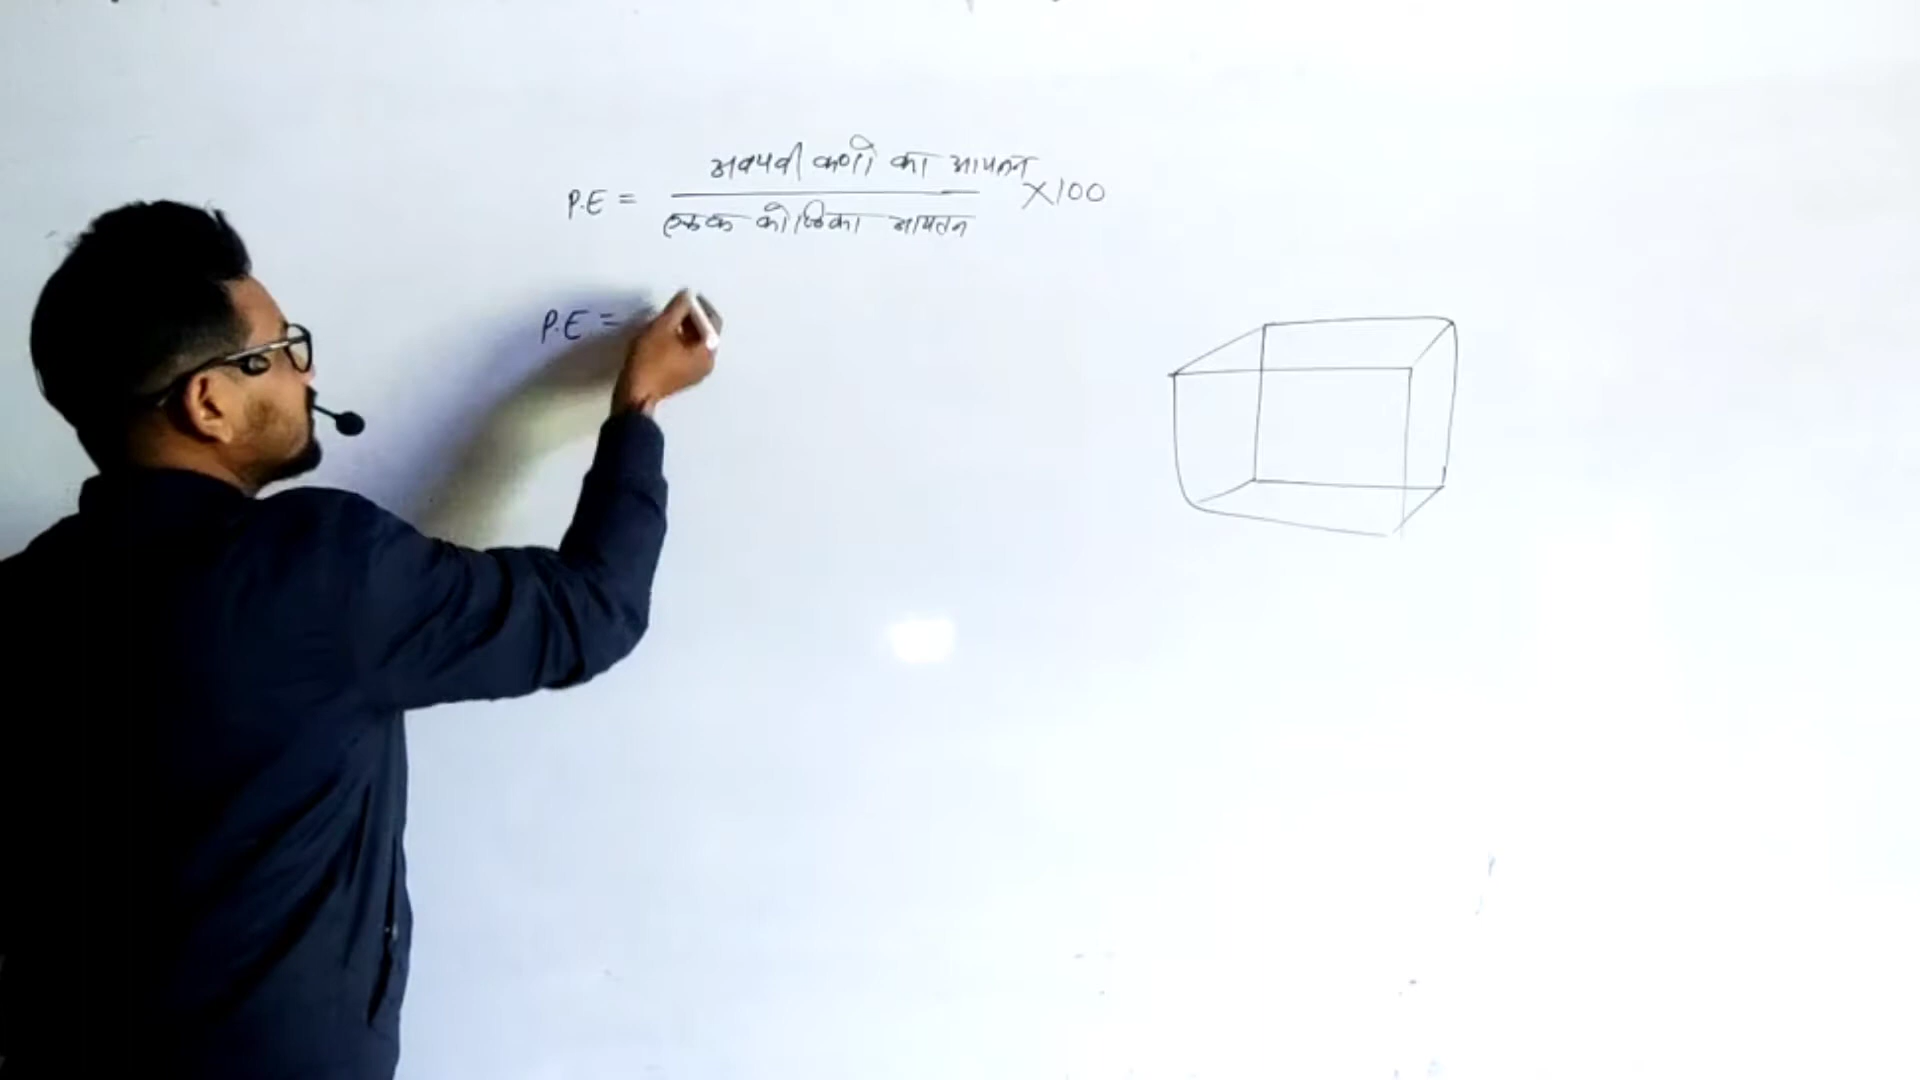 P.E = अवयवी कणो का आयतन
एकक कोष्ठिका आयतन
×100
P.E. =